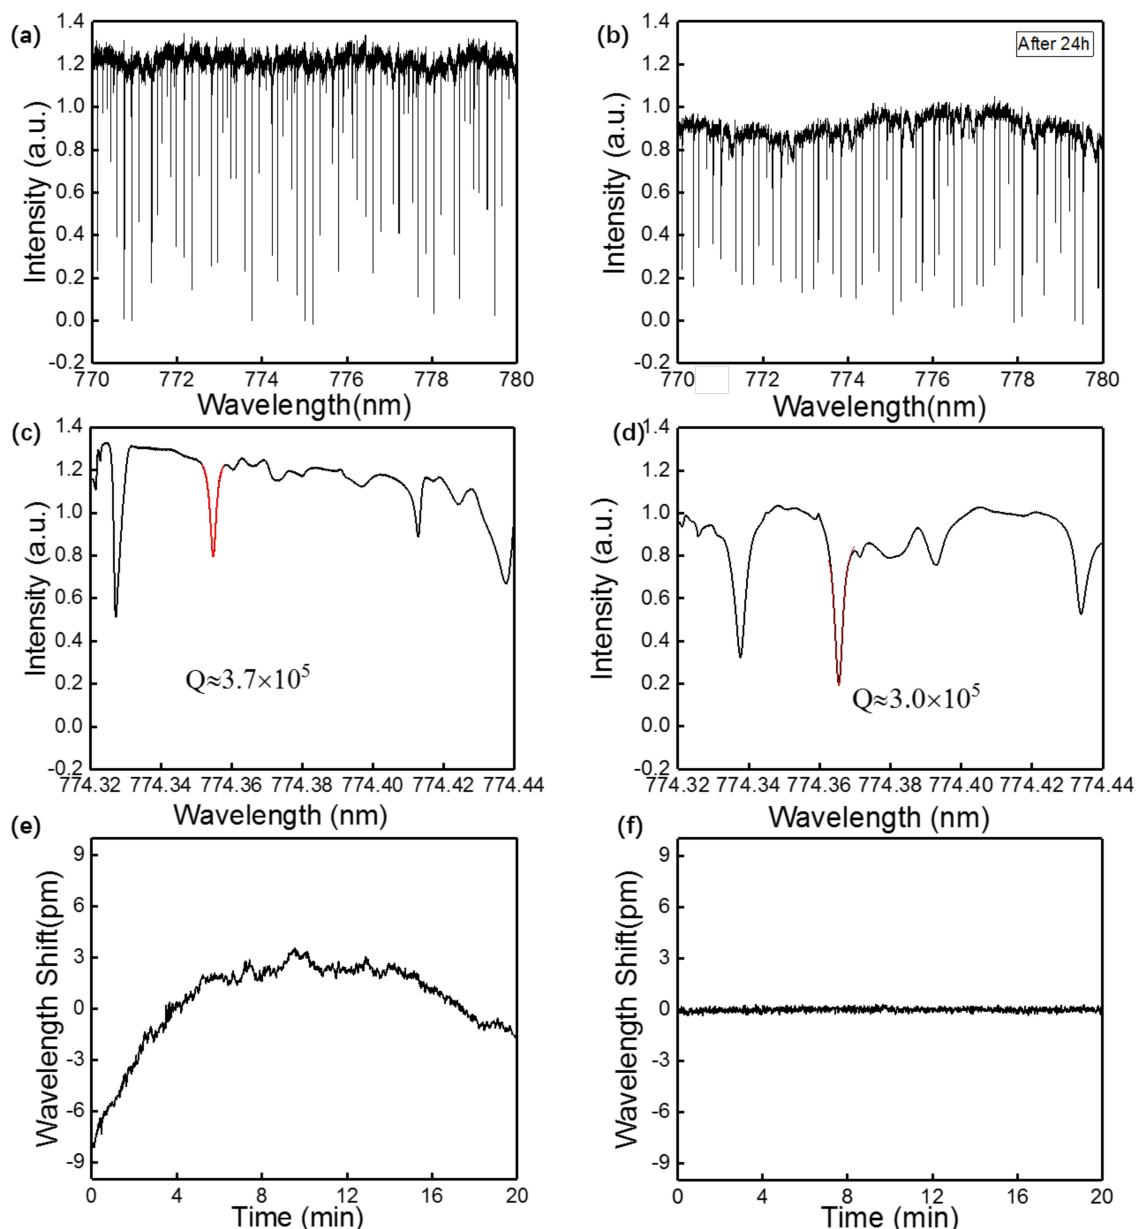 (a)
1.4
1.2
1.0
0.8
0.6
0.4
0.2
0.0
-0.2
Intensity (a.u.)
770 772 774 776 778 780
Wavelength(nm)
(b)
After 24h
1.4
1.2
1.0
0.8
0.6
0.4
0.2
0.0
-0.2
Intensity (a.u.)
770 772 774 776 778 780
Wavelength(nm)
(c)
1.4
1.2
1.0
0.8
0.6
0.4
0.2
0.0
-0.2
Intensity (a.u.)
Q≈3.7×10⁵
774.32 774.34 774.36 774.38 774.40 774.42 774.44
Wavelength (nm)
(d)
1.4
1.2
1.0
0.8
0.6
0.4
0.2
0.0
-0.2
Intensity (a.u.)
Q≈3.0×10⁵
774.32 774.34 774.36 774.38 774.40 774.42 774.44
Wavelength (nm)
(e)
9
6
3
0
-3
-6
-9
Wavelength Shift(pm)
0 4 8 12 16 20
Time (min)
(f)
9
6
3
0
-3
-6
-9
Wavelength Shift(pm)
0 4 8 12 16 20
Time (min)